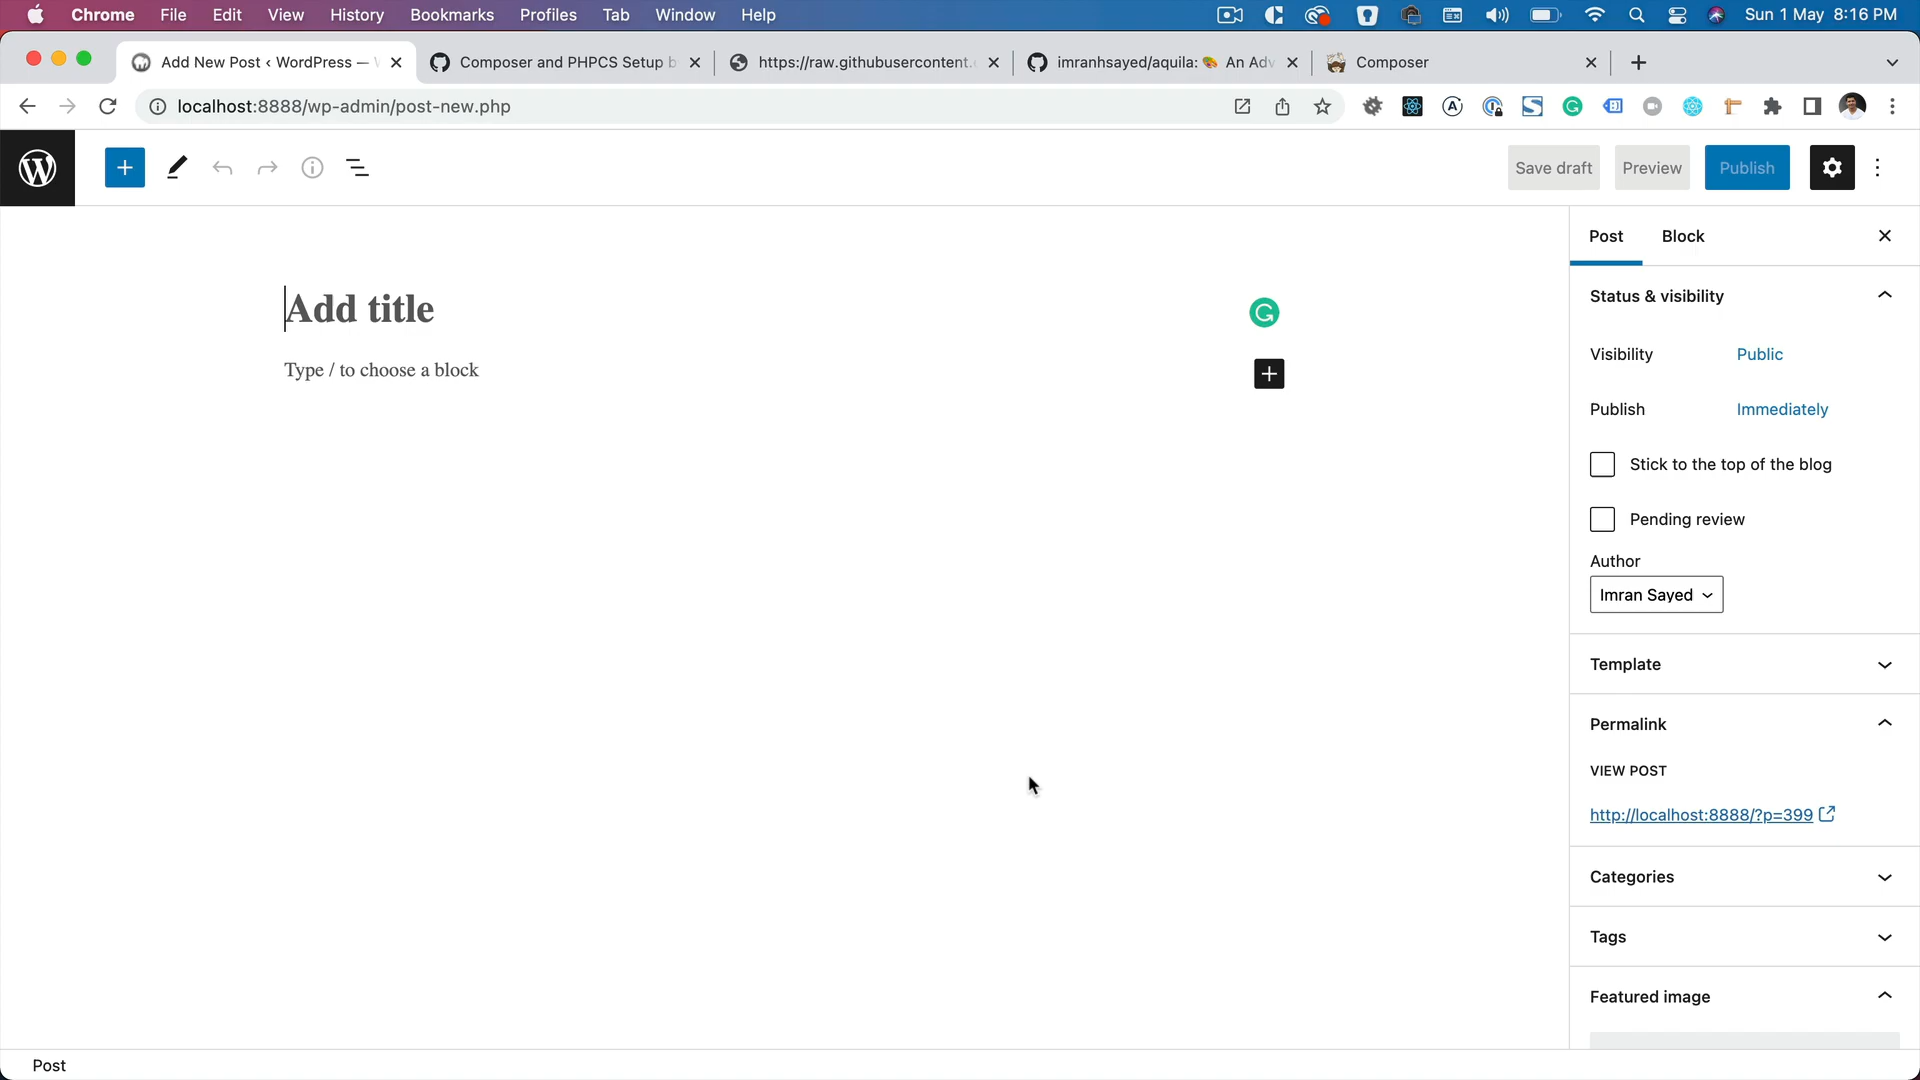 Chrome File Edit View History Bookmarks Profiles Tab Window Help Sun 1 May 8:16 PM
Add New Post ‹ WordPress — Composer and PHPCS Setup b https://raw.githubusercontent. imranhsayed/aquila: 🎨 An Adv Composer
localhost:8888/wp-admin/post-new.php
Save draft Preview Publish
Post Block
Status & visibility
Add title
Visibility Public
Type / to choose a block
Publish Immediately
Stick to the top of the blog
Pending review
Author
Imran Sayed
Template
Permalink
VIEW POST
http://localhost:8888/?p=399
Categories
Tags
Featured image
Post